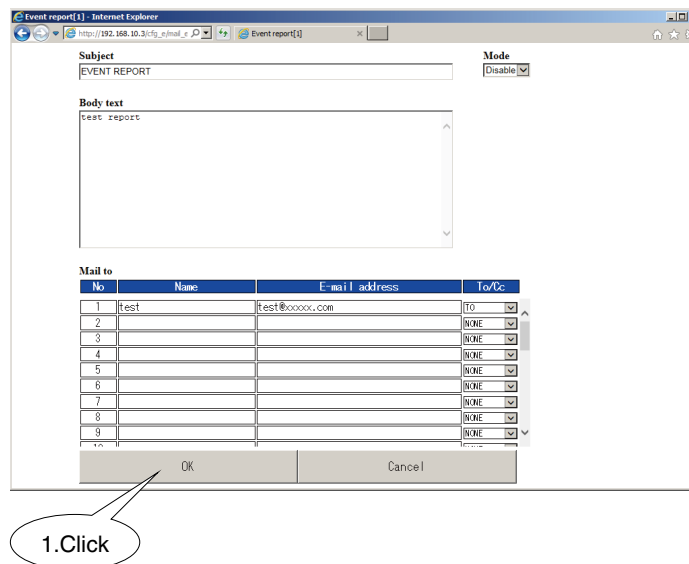 Event report[1] - Internet Explorer
http://192.168.10.3/cfg_e/mail_e Event report[1]
Subject Mode
EVENT REPORT Disable
Body text
test report
Mail to
No Name E-mail address To/Cc
1 test test@xxxxx.com TO
2 NONE
3 NONE
4 NONE
5 NONE
6 NONE
7 NONE
8 NONE
9 NONE
OK Cancel
1.Click